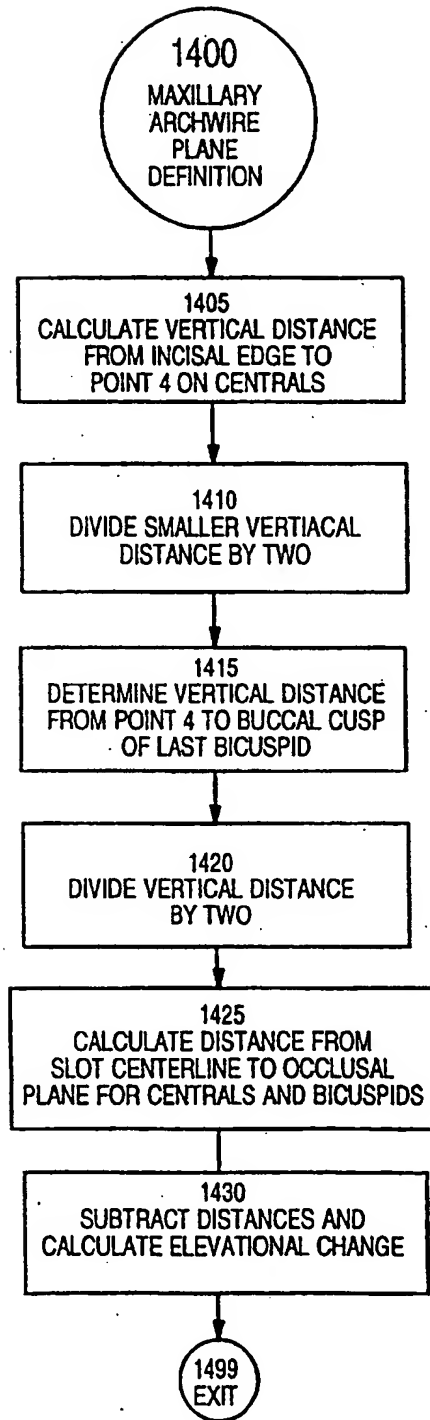 1400
MAXILLARY
ARCHWIRE
PLANE
DEFINITION
1405
CALCULATE VERTICAL DISTANCE
FROM INCISAL EDGE TO
POINT 4 ON CENTRALS
1410
DIVIDE SMALLER VERTIACAL
DISTANCE BY TWO
1415
DETERMINE VERTICAL DISTANCE
FROM POINT 4 TO BUCCAL CUSP
OF LAST BICUSPID
1420
DIVIDE VERTICAL DISTANCE
BY TWO
1425
CALCULATE DISTANCE FROM
SLOT CENTERLINE TO OCCLUSAL
PLANE FOR CENTRALS AND BICUSPIDS
1430
SUBTRACT DISTANCES AND
CALCULATE ELEVATIONAL CHANGE
1499
EXIT